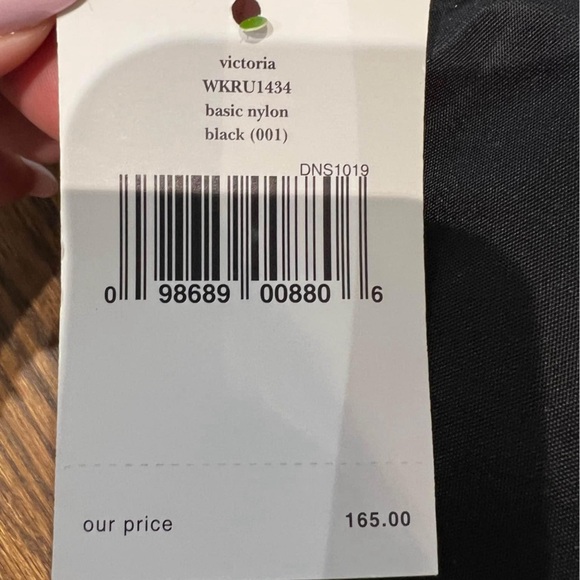 victoria
WKRU1434
basic nylon
black (001)
DNS1019
0 98689 00880 6
our price 165.00